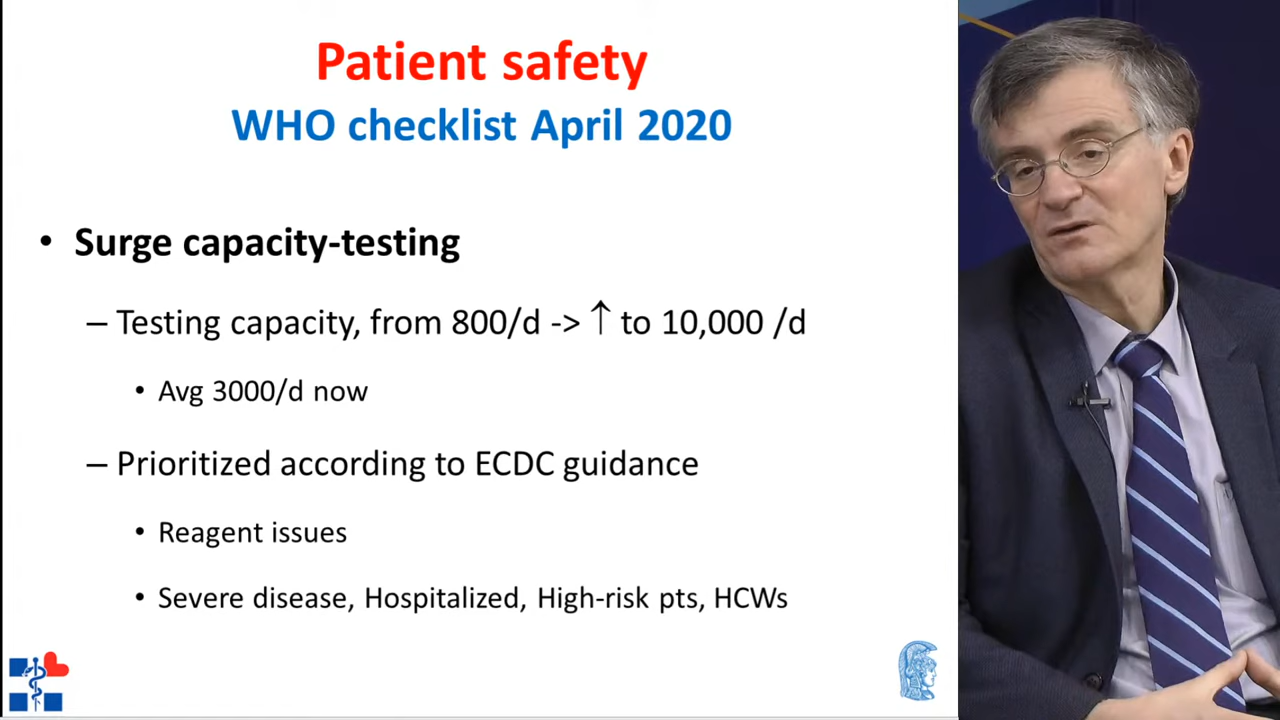 Patient safety
WHO checklist April 2020
• Surge capacity-testing
– Testing capacity, from 800/d -> ↑ to 10,000 /d
• Avg 3000/d now
– Prioritized according to ECDC guidance
• Reagent issues
• Severe disease, Hospitalized, High-risk pts, HCWs